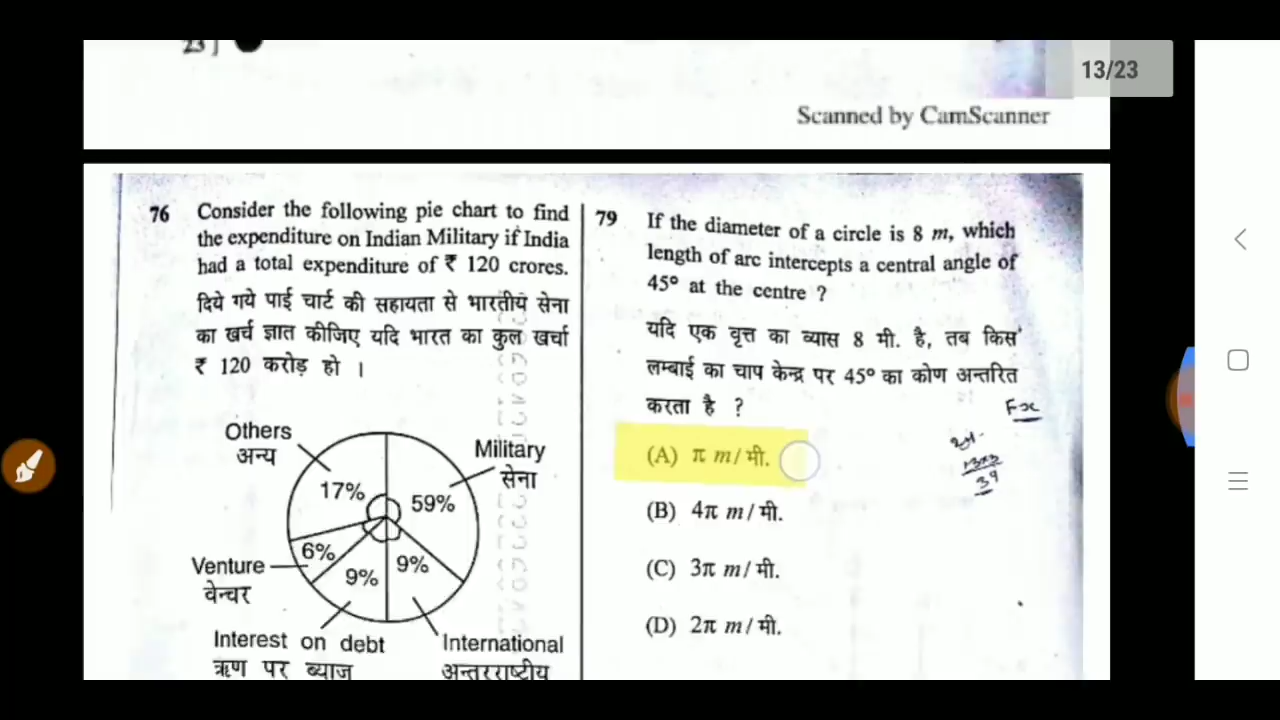 23]
13/23
Scanned by CamScanner
76 Consider the following pie chart to find
the expenditure on Indian Military if India
had a total expenditure of ₹ 120 crores.
दिये गये पाई चार्ट की सहायता से भारतीय सेना
का खर्च ज्ञात कीजिए यदि भारत का कुल खर्चा
₹ 120 करोड़ हो ।
Others
अन्य
Military
सेना
17%
59%
6%
9%
9%
Venture
वेन्चर
Interest on debt
ऋण पर ब्याज
International
अन्तरराष्ट्रीय
79 If the diameter of a circle is 8 m, which
length of arc intercepts a central angle of
45° at the centre ?
यदि एक वृत्त का व्यास 8 मी. है, तब किस
लम्बाई का चाप केन्द्र पर 45° का कोण अन्तरित
करता है ?
(A) π m/मी.
(B) 4π m/मी.
(C) 3π m/मी.
(D) 2π m/मी.
39